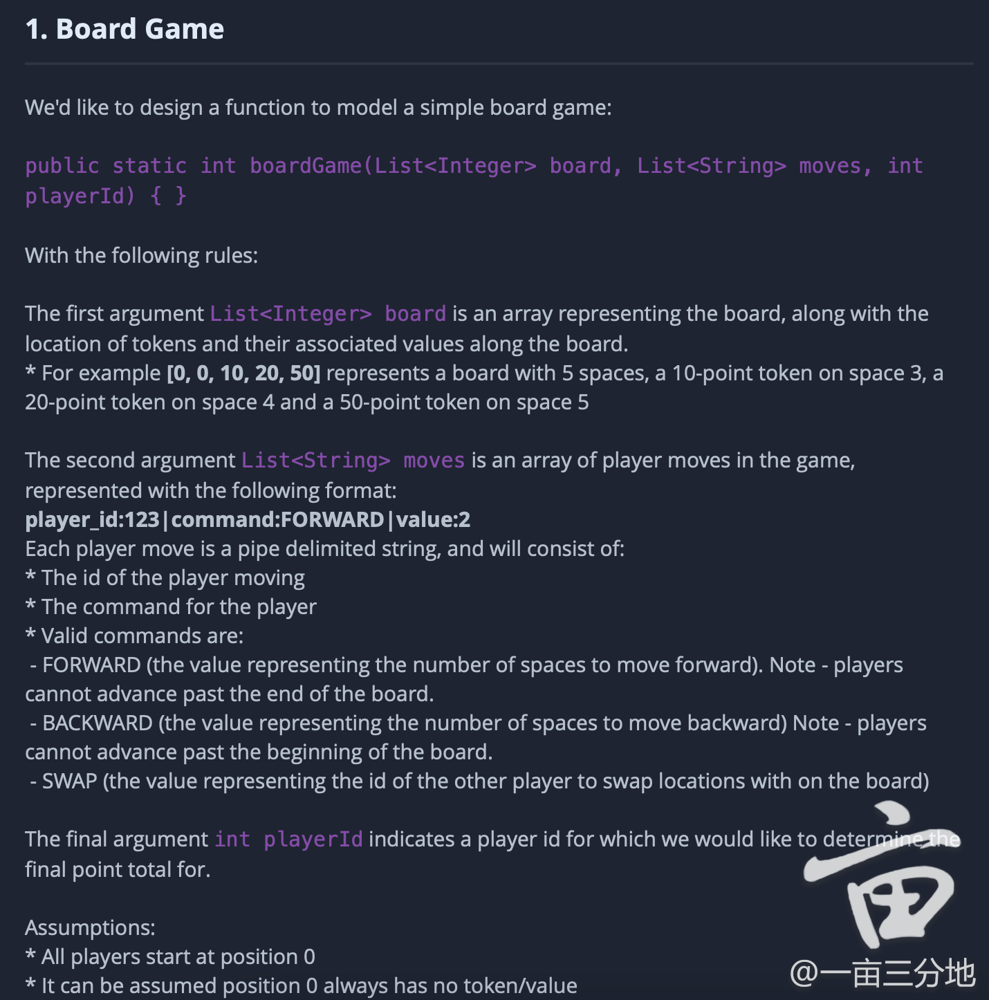 1. Board Game
We'd like to design a function to model a simple board game:
public static int boardGame(List<Integer> board, List<String> moves, int
playerId) { }
With the following rules:
The first argument List<Integer> board is an array representing the board, along with the
location of tokens and their associated values along the board.
* For example [0, 0, 10, 20, 50] represents a board with 5 spaces, a 10-point token on space 3, a
20-point token on space 4 and a 50-point token on space 5
The second argument List<String> moves is an array of player moves in the game,
represented with the following format:
player_id:123|command:FORWARD|value:2
Each player move is a pipe delimited string, and will consist of:
* The id of the player moving
* The command for the player
* Valid commands are:
- FORWARD (the value representing the number of spaces to move forward). Note - players
cannot advance past the end of the board.
- BACKWARD (the value representing the number of spaces to move backward) Note - players
cannot advance past the beginning of the board.
- SWAP (the value representing the id of the other player to swap locations with on the board)
The final argument int playerId indicates a player id for which we would like to determine the
final point total for.
Assumptions:
* All players start at position 0
* It can be assumed position 0 always has no token/value
亩
@一亩三分地